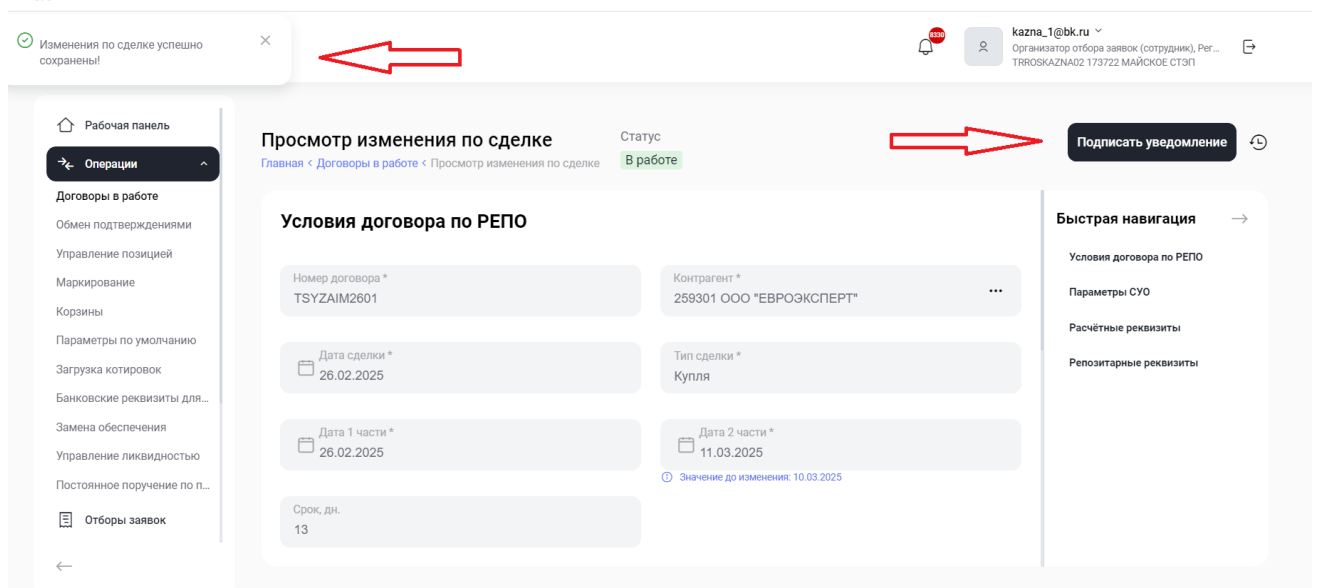 Изменения по сделке успешно
сохранены!
8330
kazna_1@bk.ru
Организатор отбора заявок (сотрудник), Рег...
TRROSKAZNA02 173722 МАЙСКОЕ СТЭП
Рабочая панель
Операции
Договоры в работе
Обмен подтверждениями
Управление позицией
Маркирование
Корзины
Параметры по умолчанию
Загрузка котировок
Банковские реквизиты для...
Замена обеспечения
Управление ликвидностью
Постоянное поручение по п...
Отборы заявок
Просмотр изменения по сделке
Главная < Договоры в работе < Просмотр изменения по сделке
Статус
В работе
Подписать уведомление
Условия договора по РЕПО
Номер договора *
TSYZAIM2601
Контрагент *
259301 ООО "ЕВРОЭКСПЕРТ"
Дата сделки *
26.02.2025
Тип сделки *
Купля
Дата 1 части *
26.02.2025
Дата 2 части *
11.03.2025
Значение до изменения: 10.03.2025
Срок, дн.
13
Быстрая навигация
Условия договора по РЕПО
Параметры СУО
Расчётные реквизиты
Репозитарные реквизиты